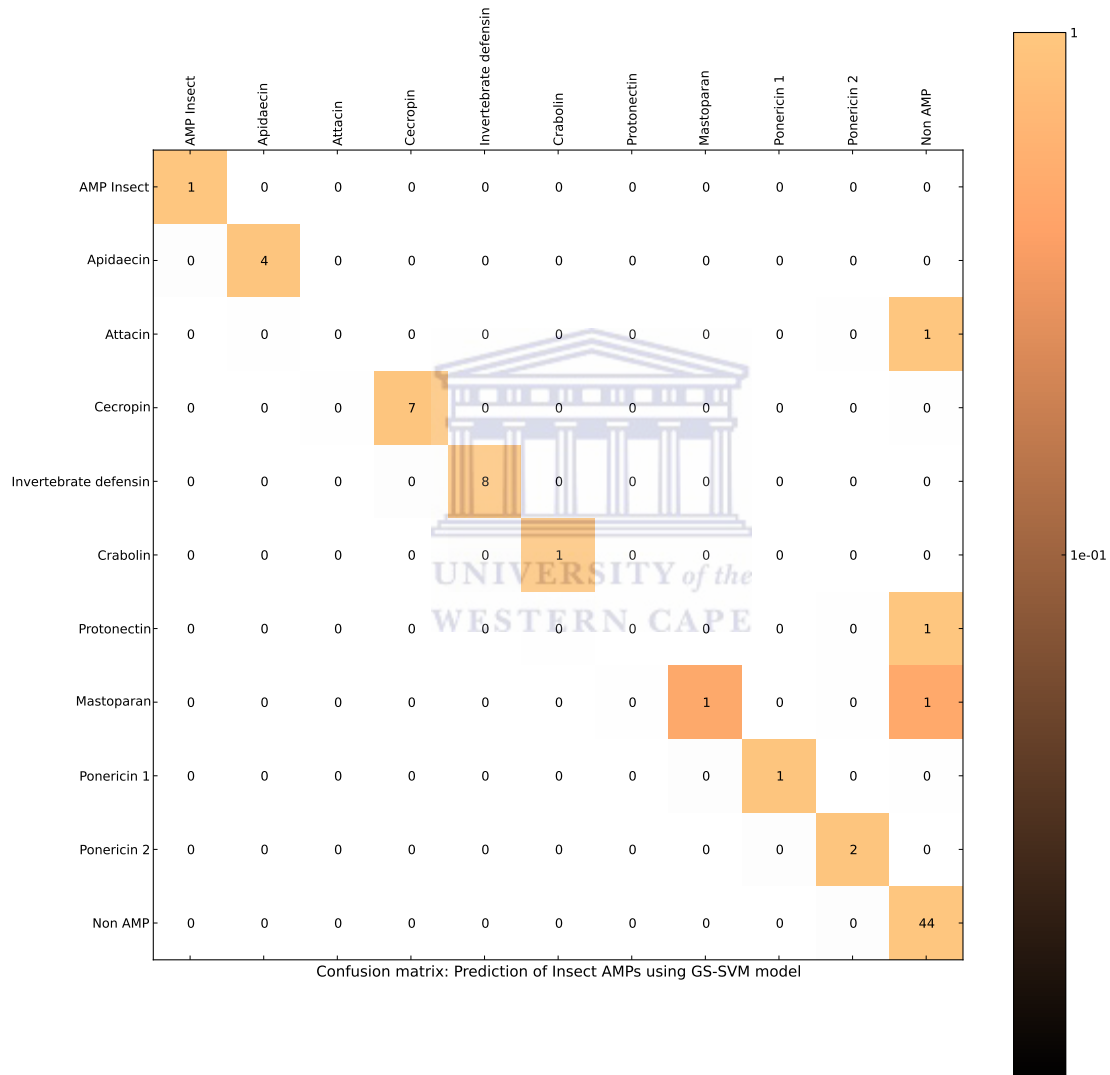 AMP Insect
Apidaecin
Attacin
Cecropin
Invertebrate defensin
Crabolin
Protonectin
Mastoparan
Ponericin 1
Ponericin 2
Non AMP
1
AMP Insect 1 0 0 0 0 0 0 0 0 0 0
Apidaecin 0 4 0 0 0 0 0 0 0 0 0
Attacin 0 0 0 0 0 0 0 0 0 0 1
Cecropin 0 0 0 7 0 0 0 0 0 0 0
Invertebrate defensin 0 0 0 0 8 0 0 0 0 0 0
Crabolin 0 0 0 0 0 1 0 0 0 0 0
1e-01
UNIVERSITY of the
WESTERN CAPE
Protonectin 0 0 0 0 0 0 0 0 0 0 1
Mastoparan 0 0 0 0 0 0 0 1 0 0 1
Ponericin 1 0 0 0 0 0 0 0 0 1 0 0
Ponericin 2 0 0 0 0 0 0 0 0 0 2 0
Non AMP 0 0 0 0 0 0 0 0 0 0 44
Confusion matrix: Prediction of Insect AMPs using GS-SVM model